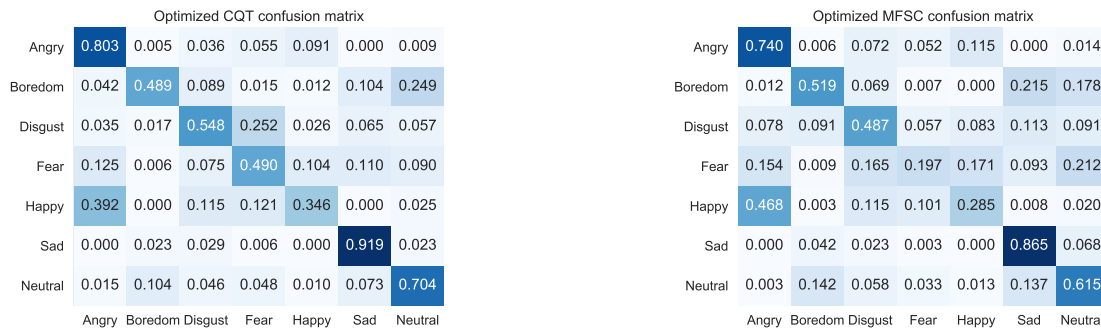 Optimized CQT confusion matrix
Angry 0.803 0.005 0.036 0.055 0.091 0.000 0.009
Boredom 0.042 0.489 0.089 0.015 0.012 0.104 0.249
Disgust 0.035 0.017 0.548 0.252 0.026 0.065 0.057
Fear 0.125 0.006 0.075 0.490 0.104 0.110 0.090
Happy 0.392 0.000 0.115 0.121 0.346 0.000 0.025
Sad 0.000 0.023 0.029 0.006 0.000 0.919 0.023
Neutral 0.015 0.104 0.046 0.048 0.010 0.073 0.704
Angry Boredom Disgust Fear Happy Sad Neutral
Optimized MFSC confusion matrix
Angry 0.740 0.006 0.072 0.052 0.115 0.000 0.014
Boredom 0.012 0.519 0.069 0.007 0.000 0.215 0.178
Disgust 0.078 0.091 0.487 0.057 0.083 0.113 0.091
Fear 0.154 0.009 0.165 0.197 0.171 0.093 0.212
Happy 0.468 0.003 0.115 0.101 0.285 0.008 0.020
Sad 0.000 0.042 0.023 0.003 0.000 0.865 0.068
Neutral 0.003 0.142 0.058 0.033 0.013 0.137 0.615
Angry Boredom Disgust Fear Happy Sad Neutral